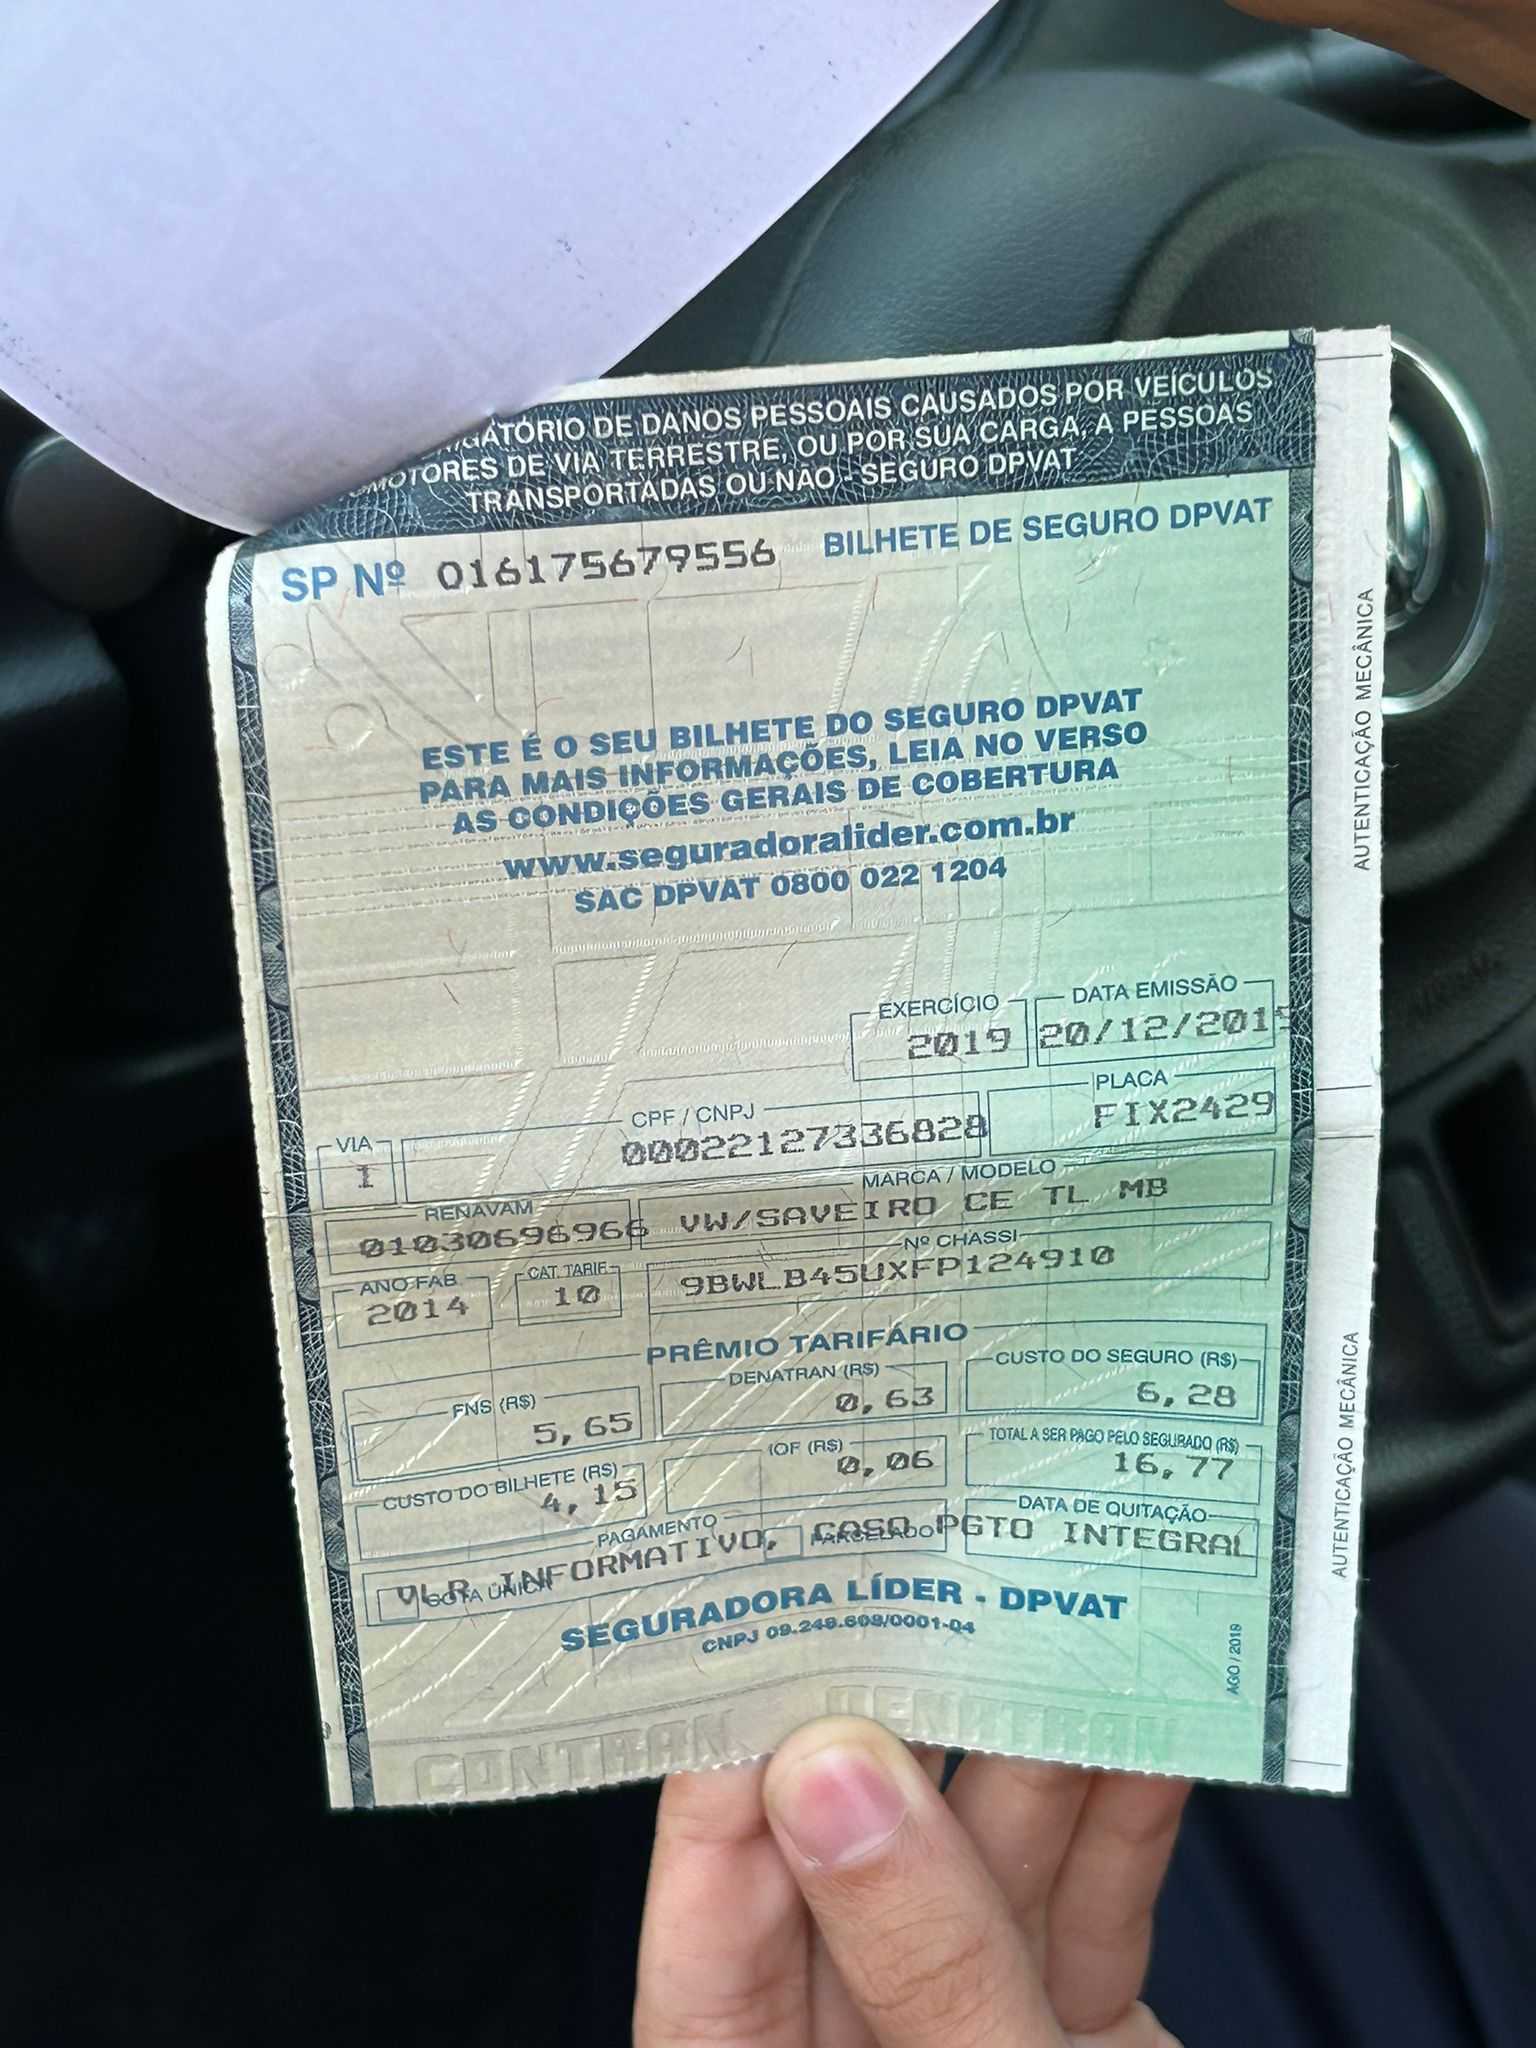 GATÓRIO DE DANOS PESSOAIS CAUSADOS POR VEÍCULOS
MOTORES DE VIA TERRESTRE, OU POR SUA CARGA, A PESSOAS
TRANSPORTADAS OU NÃO - SEGURO DPVAT
SP Nº 016175679556 BILHETE DE SEGURO DPVAT
ESTE É O SEU BILHETE DO SEGURO DPVAT
PARA MAIS INFORMAÇÕES, LEIA NO VERSO
AS CONDIÇÕES GERAIS DE COBERTURA
www.seguradoralider.com.br
SAC DPVAT 0800 022 1204
EXERCÍCIO DATA EMISSÃO
2019 20/12/2019
VIA CPF / CNPJ PLACA
1 00022127336828 FIX2429
RENAVAM MARCA / MODELO
01030696966 VW/SAVEIRO CE TL MB
ANO FAB CAT. TARIF Nº CHASSI
2014 10 9BWLB45UXFP124910
PRÊMIO TARIFÁRIO
FNS (R$) DENATRAN (R$) CUSTO DO SEGURO (R$)
5,65 0,63 6,28
CUSTO DO BILHETE (R$) IOF (R$) TOTAL A SER PAGO PELO SEGURADO (R$)
4,15 0,06 16,77
PAGAMENTO DATA DE QUITAÇÃO
COTA ÚNICA PARCELADO
VLR INFORMATIVO, CASO PGTO INTEGRAL
SEGURADORA LÍDER - DPVAT
CNPJ 09.248.608/0001-04
AGO / 2019
CONTRAN DENATRAN
AUTENTICAÇÃO MECÂNICA
AUTENTICAÇÃO MECÂNICA